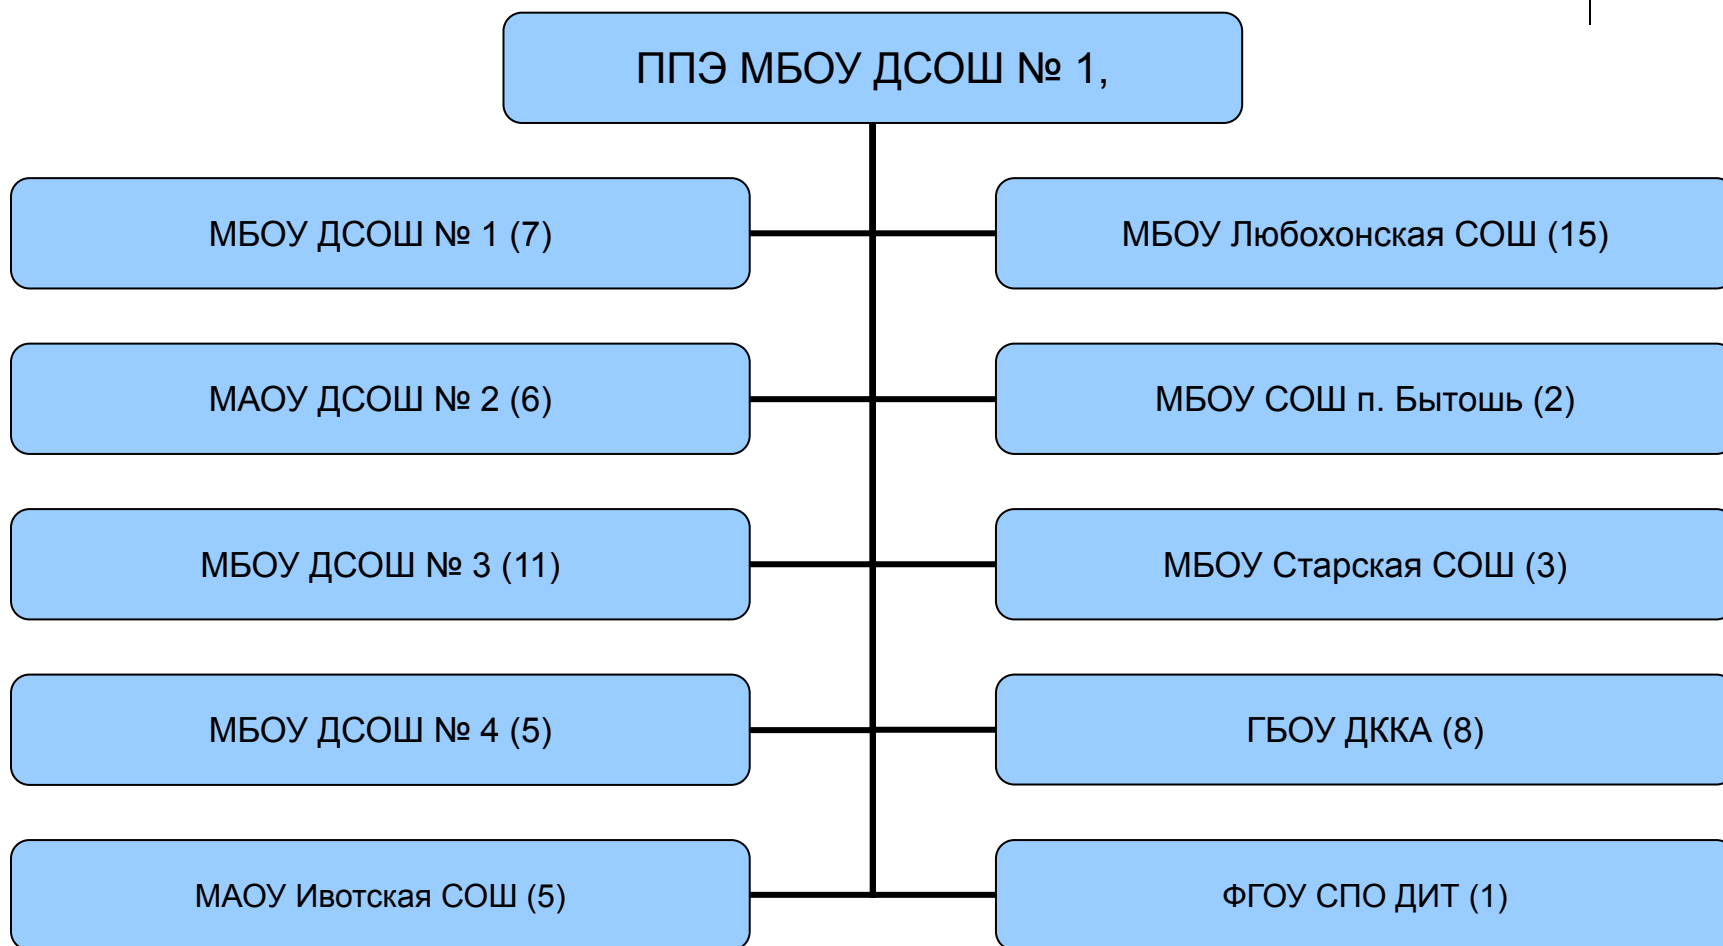 ППЭ МБОУ ДСОШ № 1,
МБОУ ДСОШ № 1 (7)
МБОУ Любохонская СОШ (15)
МАОУ ДСОШ № 2 (6)
МБОУ СОШ п. Бытошь (2)
МБОУ ДСОШ № 3 (11)
МБОУ Старская СОШ (3)
МБОУ ДСОШ № 4 (5)
ГБОУ ДККА (8)
МАОУ Ивотская СОШ (5)
ФГОУ СПО ДИТ (1)